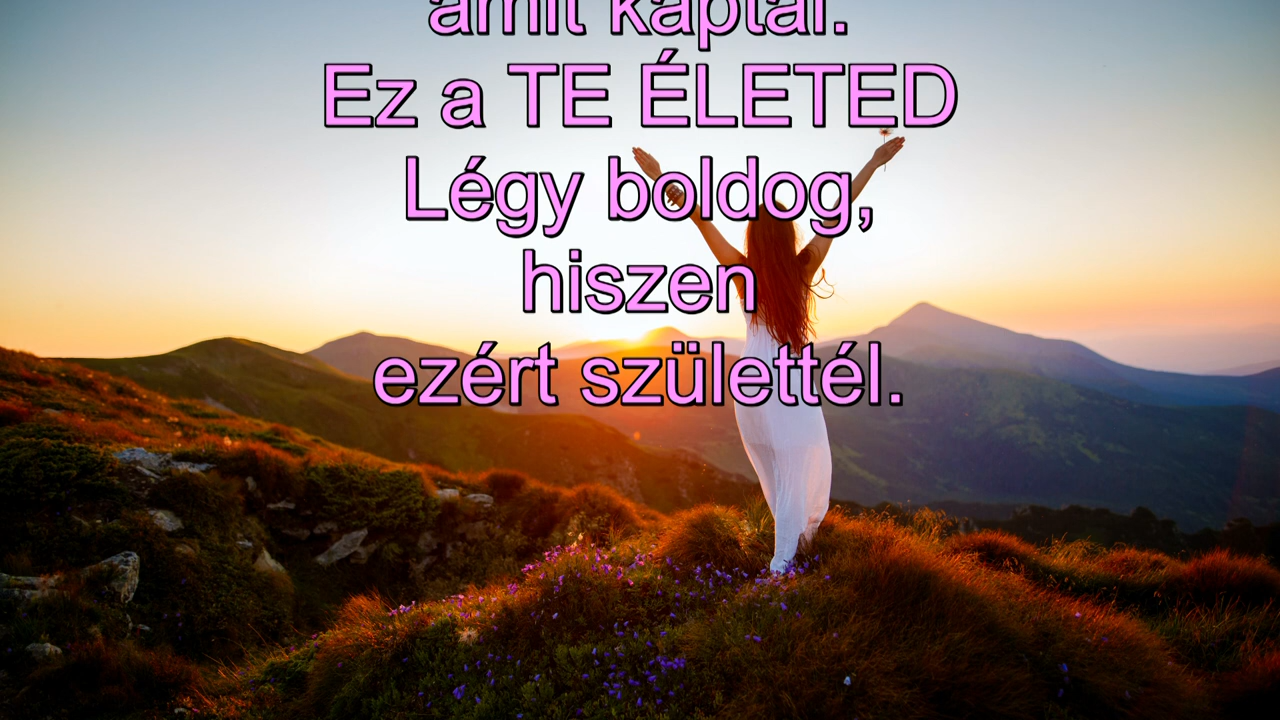 amit kaptál.
Ez a TE ÉLETED
Légy boldog,
hiszen
ezért születtél.